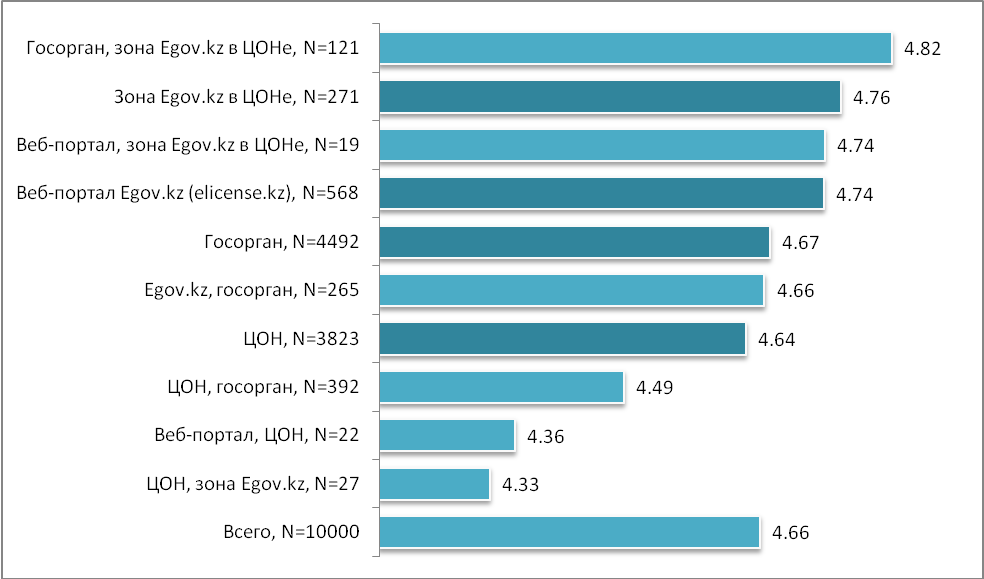 Госорган, зона Egov.kz в ЦОНе, N=121 4.82
Зона Egov.kz в ЦОНе, N=271 4.76
Веб-портал, зона Egov.kz в ЦОНе, N=19 4.74
Веб-портал Egov.kz (elicense.kz), N=568 4.74
Госорган, N=4492 4.67
Egov.kz, госорган, N=265 4.66
ЦОН, N=3823 4.64
ЦОН, госорган, N=392 4.49
Веб-портал, ЦОН, N=22 4.36
ЦОН, зона Egov.kz, N=27 4.33
Всего, N=10000 4.66